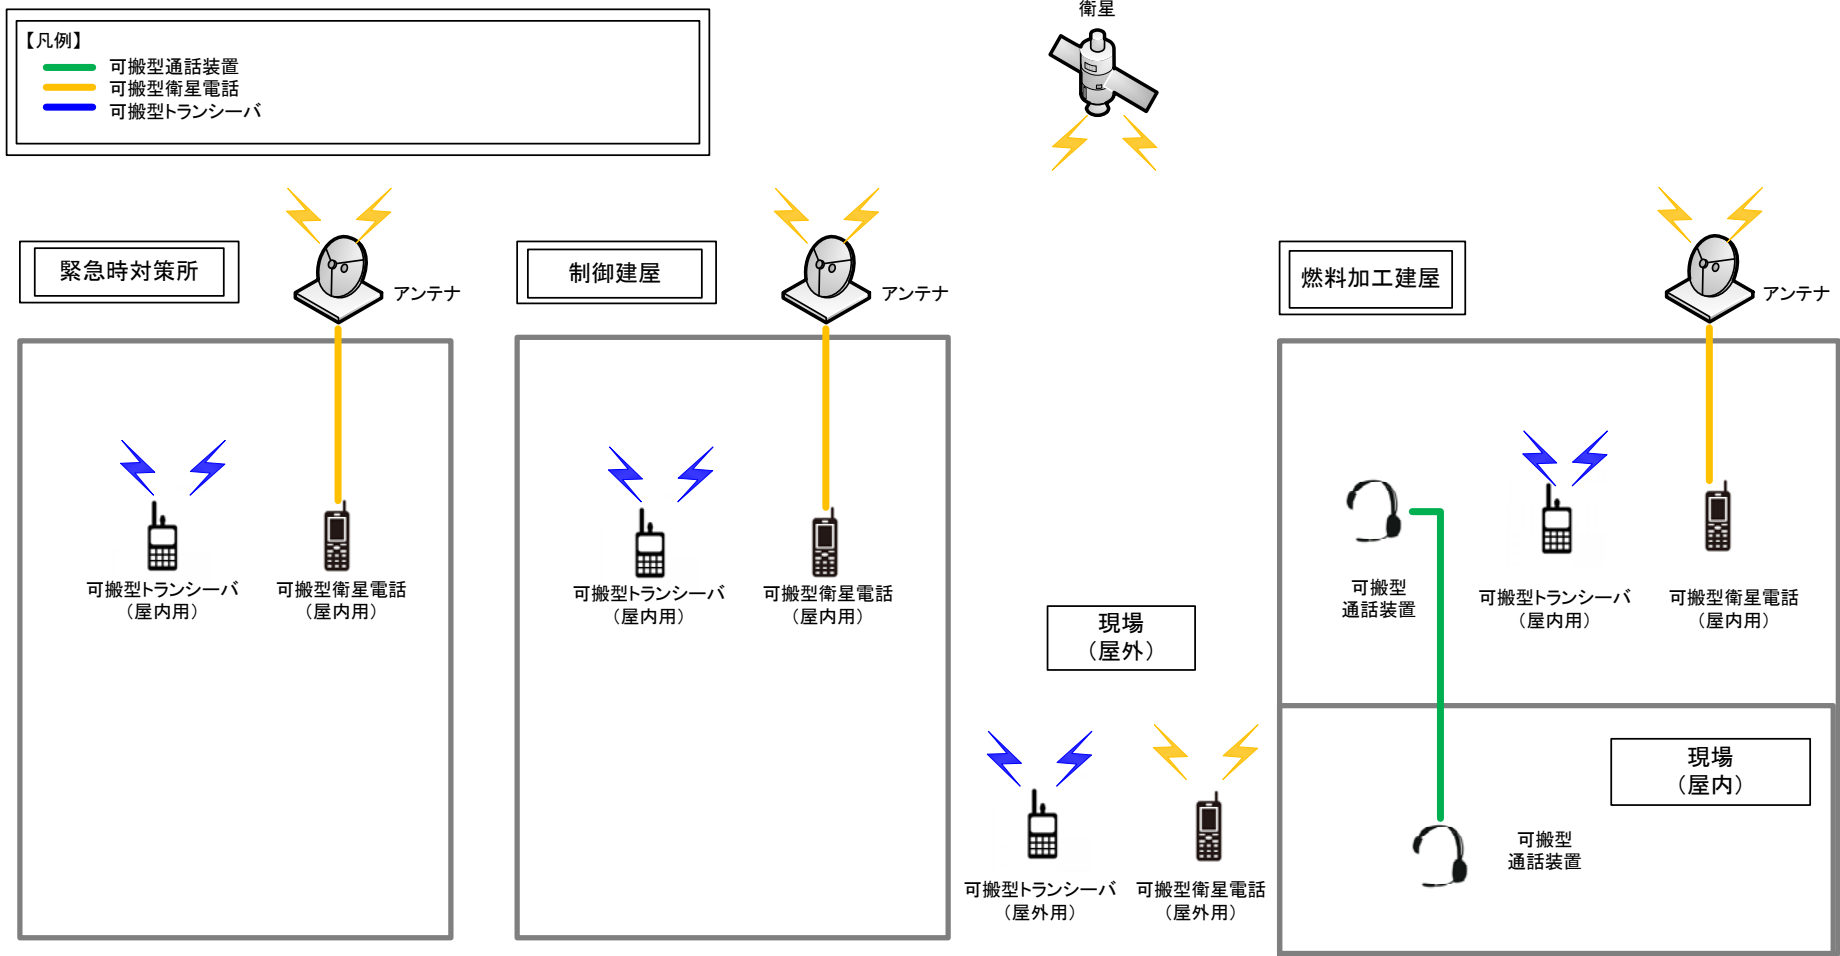 衛星
【凡例】
可搬型通話装置
可搬型衛星電話
可搬型トランシーバ
緊急時対策所
アンテナ
制御建屋
アンテナ
燃料加工建屋
アンテナ
可搬型トランシーバ
（屋内用）
可搬型衛星電話
（屋内用）
可搬型トランシーバ
（屋内用）
可搬型衛星電話
（屋内用）
現場
（屋外）
可搬型トランシーバ
（屋外用）
可搬型衛星電話
（屋外用）
可搬型
通話装置
可搬型トランシーバ
（屋内用）
可搬型衛星電話
（屋内用）
現場
（屋内）
可搬型
通話装置